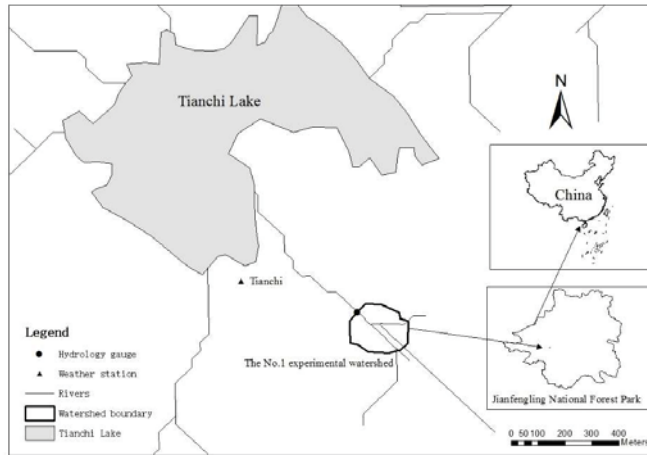 Tianchi Lake
N
China
Tianchi
The No.1 experimental watershed
Jianfengling National Forest Park
Legend
Hydrology gauge
Weather station
Rivers
Watershed boundary
Tianchi Lake
0 50 100 200 300 400
Meters